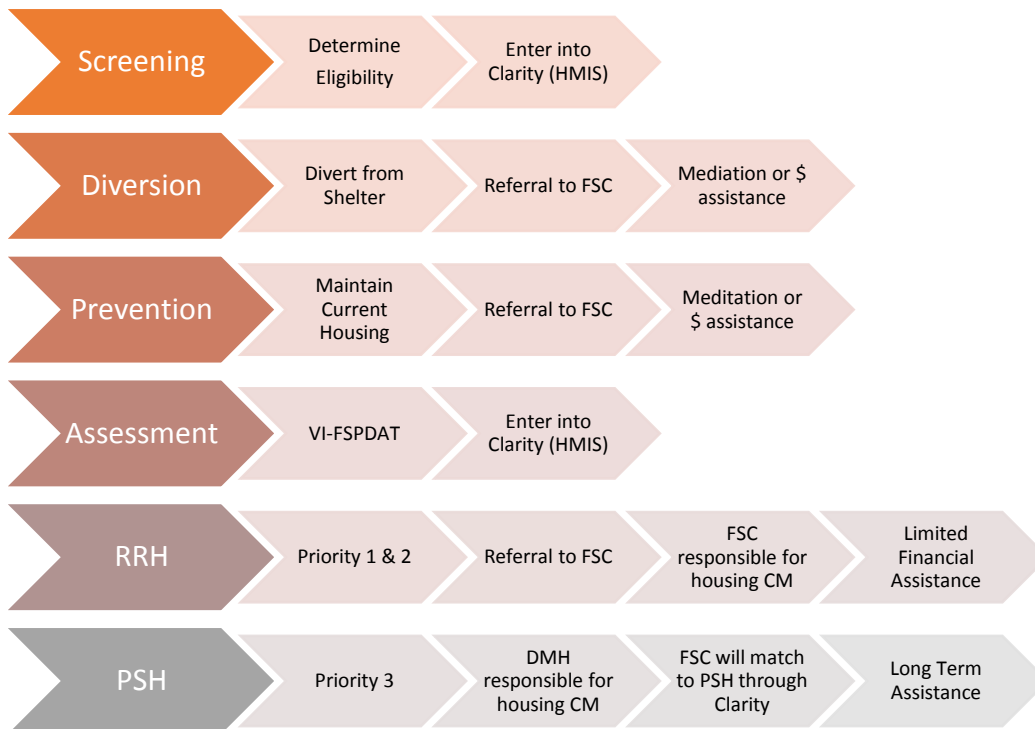 Screening
Determine
Eligibility
Enter into
Clarity (HMIS)
Diversion
Divert from
Shelter
Referral to FSC
Mediation or $
assistance
Prevention
Maintain
Current
Housing
Referral to FSC
Meditation or
$ assistance
Assessment
VI-FSPDAT
Enter into
Clarity (HMIS)
RRH
Priority 1 & 2
Referral to FSC
FSC
responsible for
housing CM
Limited
Financial
Assistance
PSH
Priority 3
DMH
responsible for
housing CM
FSC will match
to PSH through
Clarity
Long Term
Assistance